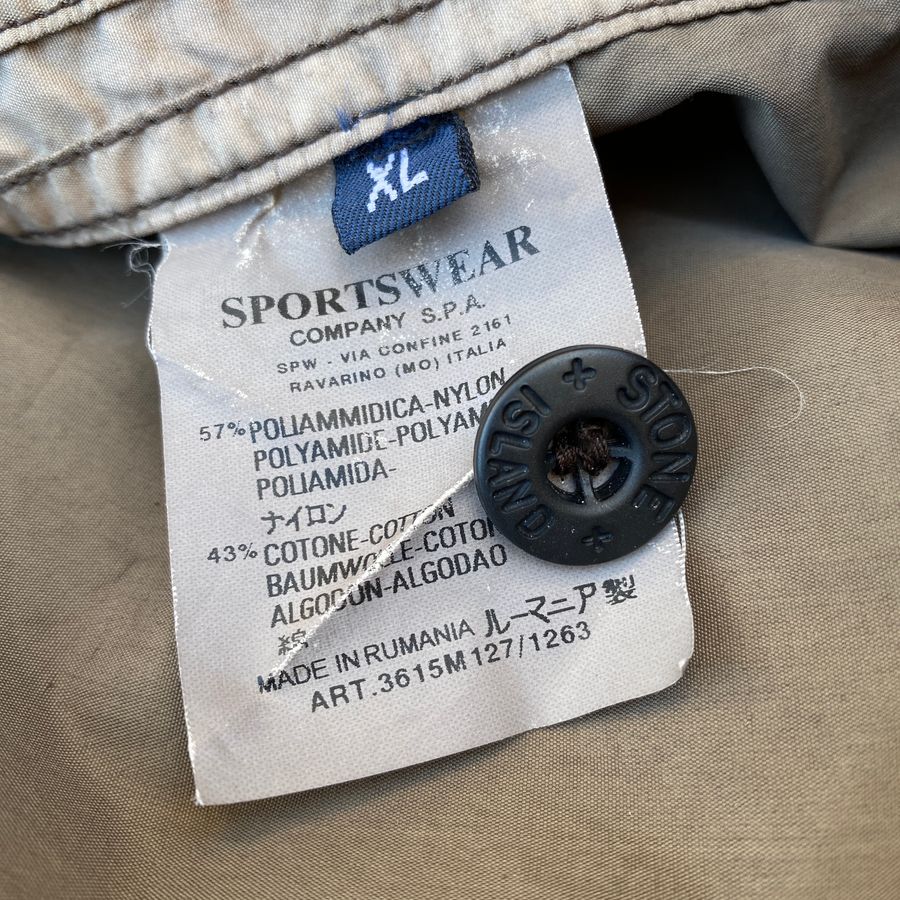 XL
SPORTSWEAR
COMPANY S.P.A.
SPW - VIA CONFINE 2161
RAVARINO (MO) ITALIA
57% POLIAMMIDICA-NYLON
POLYAMIDE-POLYAM
POLIAMIDA-
ナイロン
43% COTONE-COTTON
BAUMWOLLE-COTON
ALGODON-ALGODAO
綿
MADE IN RUMANIA ルーマニア製
ART.3615M127/1263
STONE
ISLAND